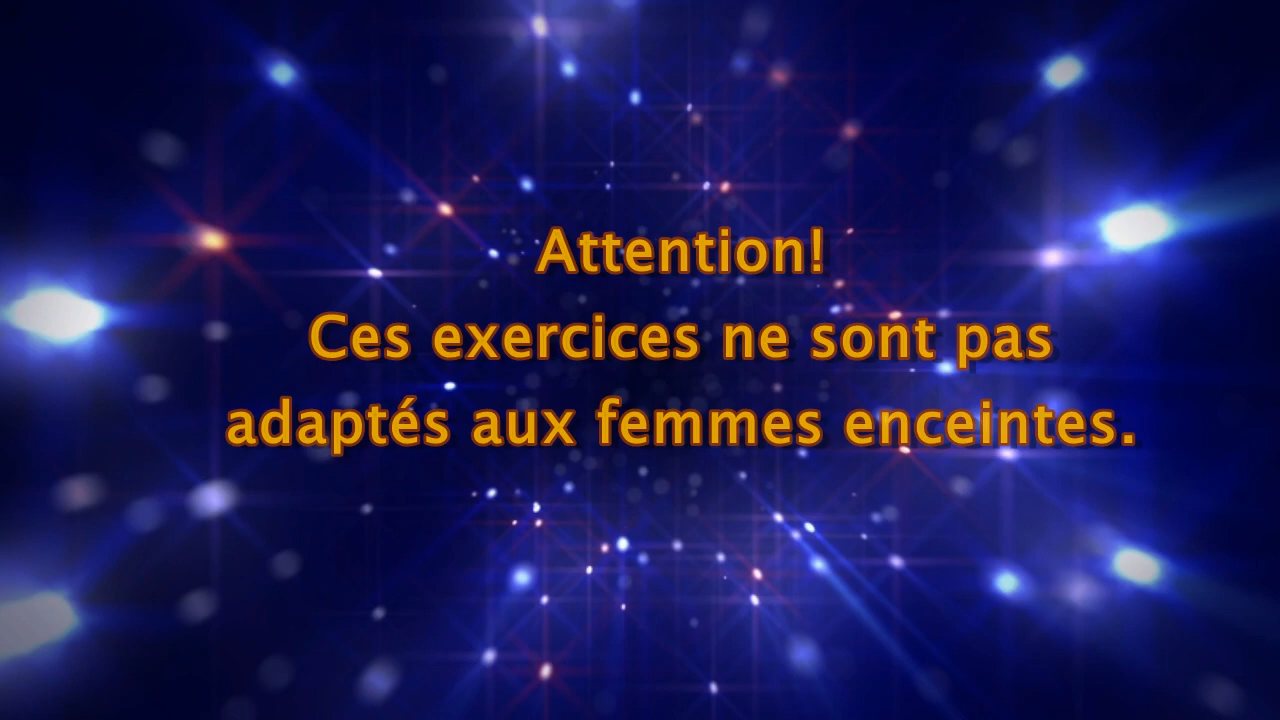 Attention!
Ces exercices ne sont pas
adaptés aux femmes enceintes.